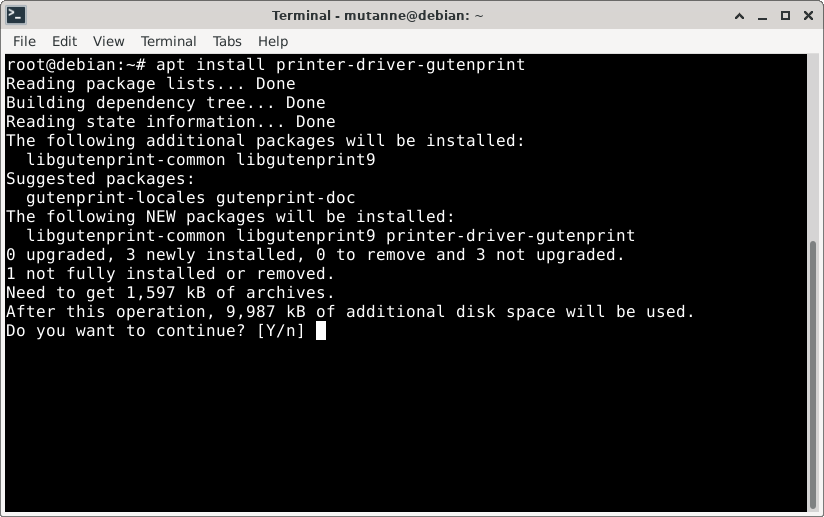 Terminal - mutanne@debian: ~
File Edit View Terminal Tabs Help
root@debian:~# apt install printer-driver-gutenprint
Reading package lists... Done
Building dependency tree... Done
Reading state information... Done
The following additional packages will be installed:
  libgutenprint-common libgutenprint9
Suggested packages:
  gutenprint-locales gutenprint-doc
The following NEW packages will be installed:
  libgutenprint-common libgutenprint9 printer-driver-gutenprint
0 upgraded, 3 newly installed, 0 to remove and 3 not upgraded.
1 not fully installed or removed.
Need to get 1,597 kB of archives.
After this operation, 9,987 kB of additional disk space will be used.
Do you want to continue? [Y/n]